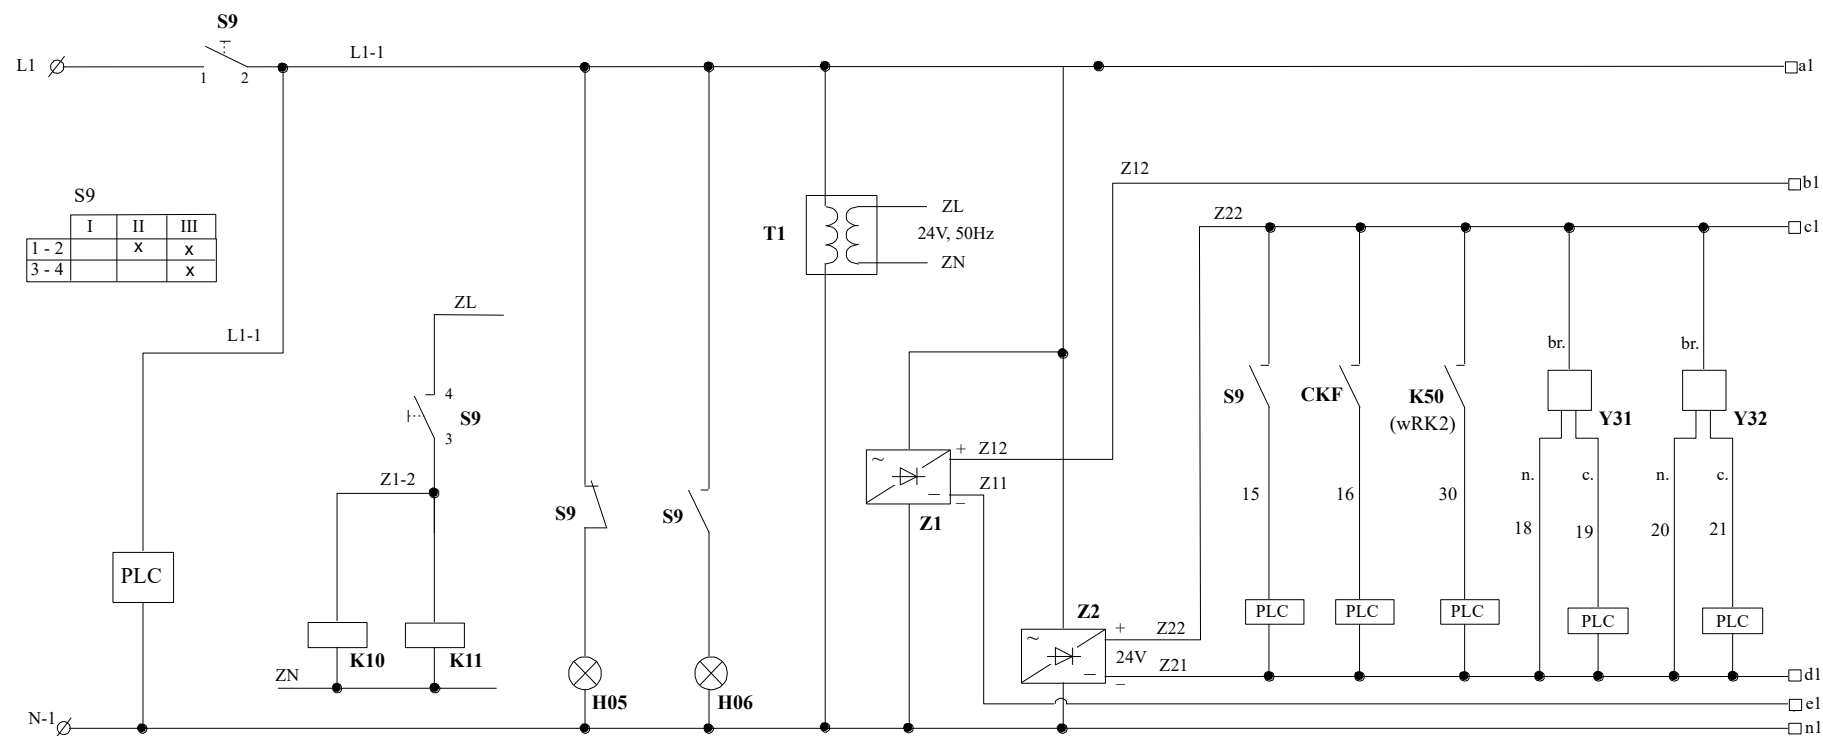 S9
L1
1
2
L1-1
a1
Z12
b1
S9
I II III
1 - 2 x x
3 - 4 x
T1
ZL
24V, 50Hz
ZN
Z22
c1
ZL
L1-1
br.
br.
4
S9
3
S9
CKF
K50
(wRK2)
Y31
Y32
~
+
Z12
Z1-2
Z11
n.
c.
n.
c.
15
16
30
–
–
S9
S9
Z1
18
19
20
21
PLC
Z2
PLC
PLC
PLC
PLC
PLC
~
+
Z22
24V
K10
K11
Z21
–
–
ZN
d1
H05
H06
e1
N-1
n1